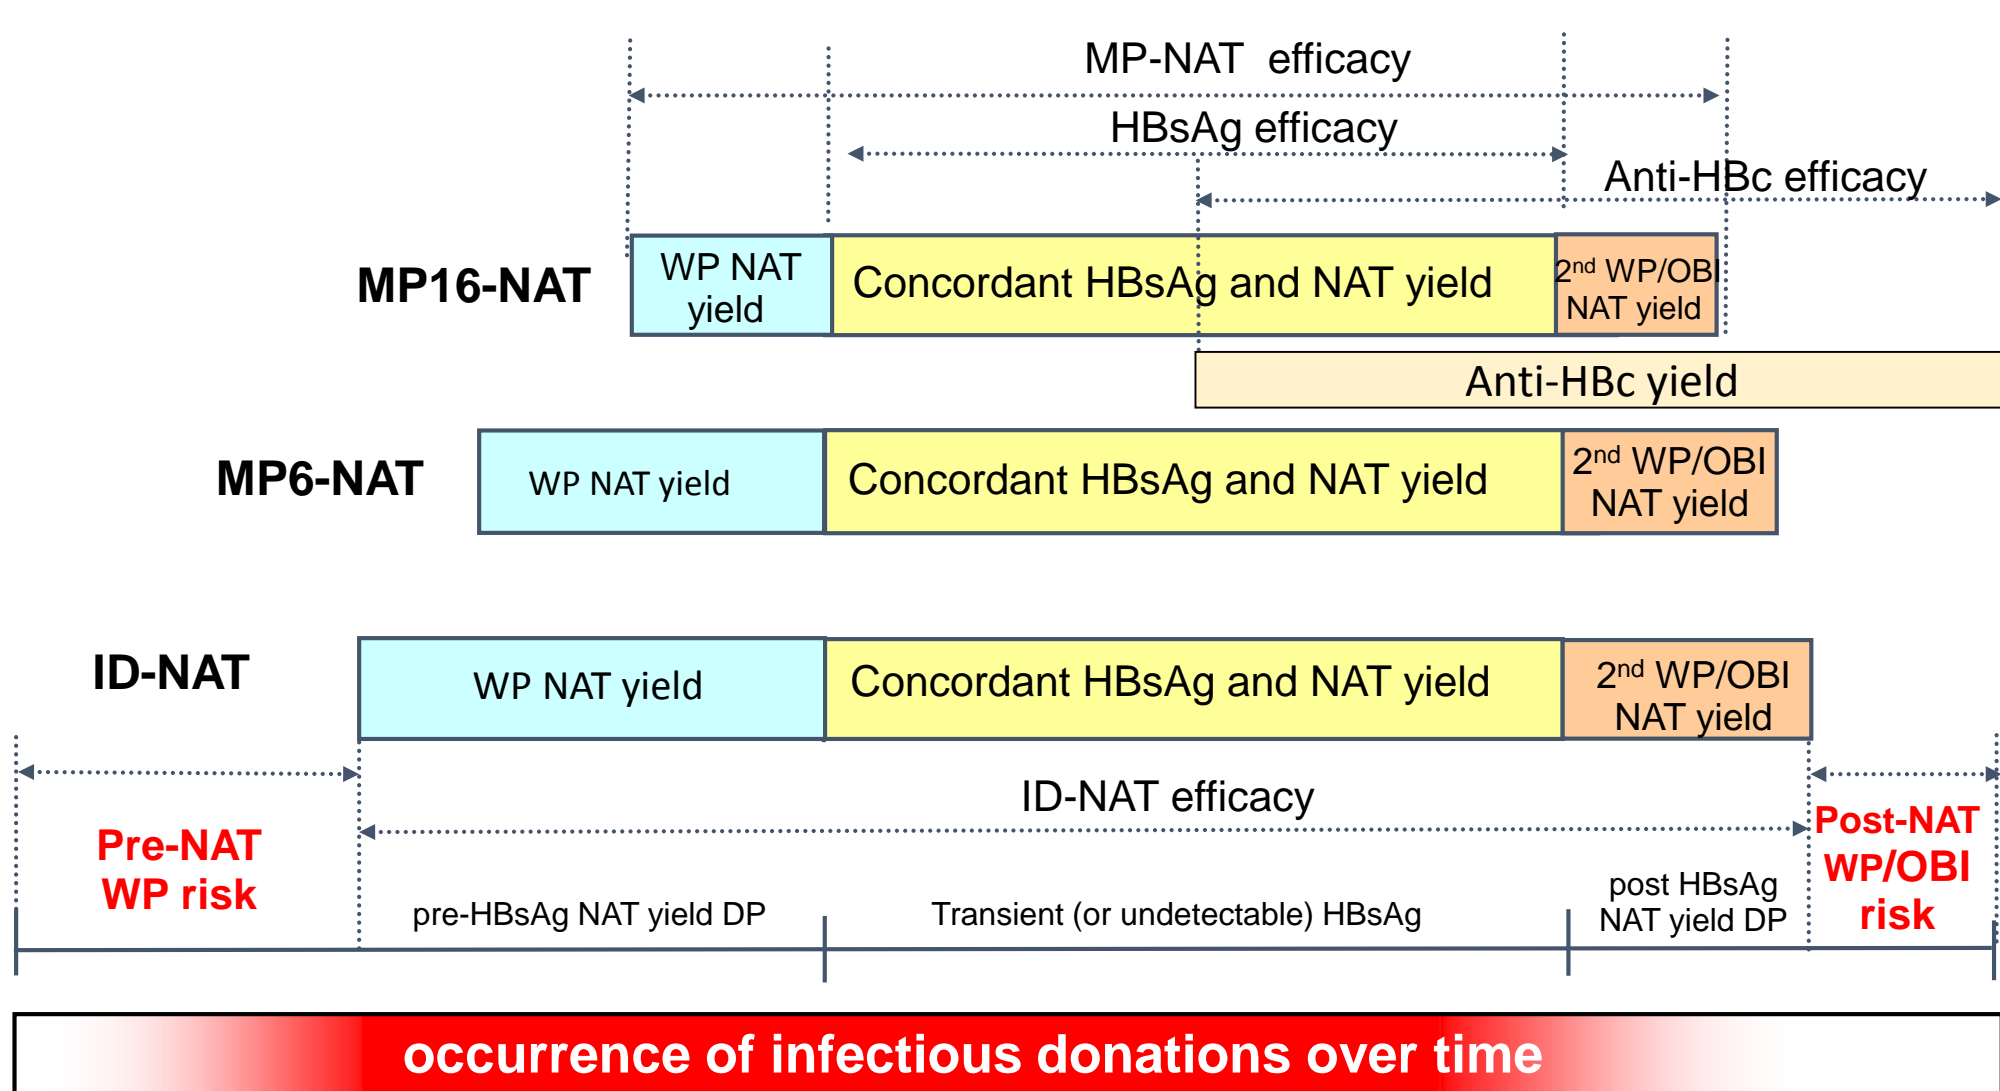 MP-NAT efficacy
HBsAg efficacy
Anti-HBc efficacy
MP16-NAT
WP NAT
yield
Concordant HBsAg and NAT yield
2nd WP/OBI
NAT yield
Anti-HBc yield
MP6-NAT
WP NAT yield
Concordant HBsAg and NAT yield
2nd WP/OBI
NAT yield
ID-NAT
WP NAT yield
Concordant HBsAg and NAT yield
2nd WP/OBI
NAT yield
ID-NAT efficacy
Pre-NAT
WP risk
Post-NAT
WP/OBI
risk
pre-HBsAg NAT yield DP
Transient (or undetectable) HBsAg
post HBsAg
NAT yield DP
occurrence of infectious donations over time